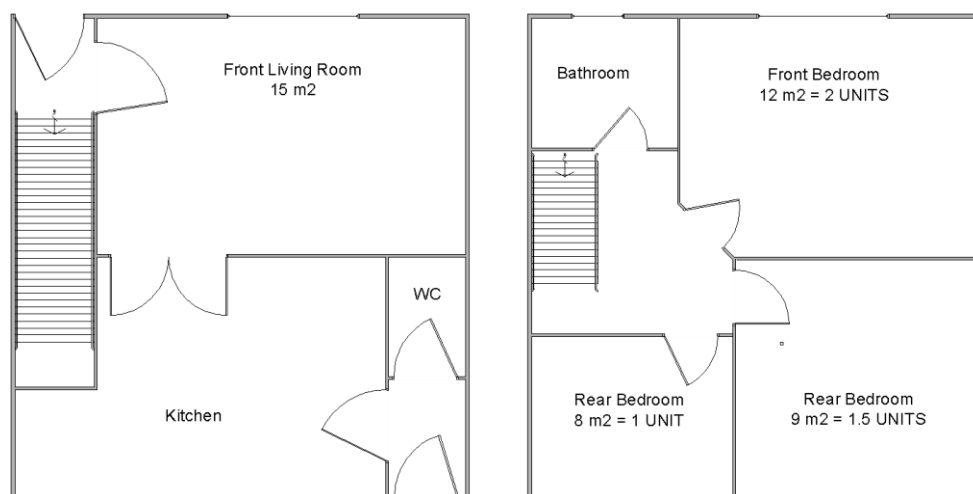 Front Living Room
15 m2
WC
Kitchen
Bathroom
Front Bedroom
12 m2 = 2 UNITS
Rear Bedroom
8 m2 = 1 UNIT
Rear Bedroom
9 m2 = 1.5 UNITS